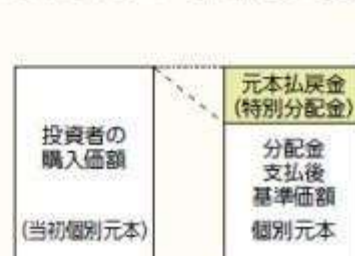 投資者の
購入価額
(当初個別元本)
元本払戻金
(特別分配金)
分配金
支払後
基準価額
個別元本